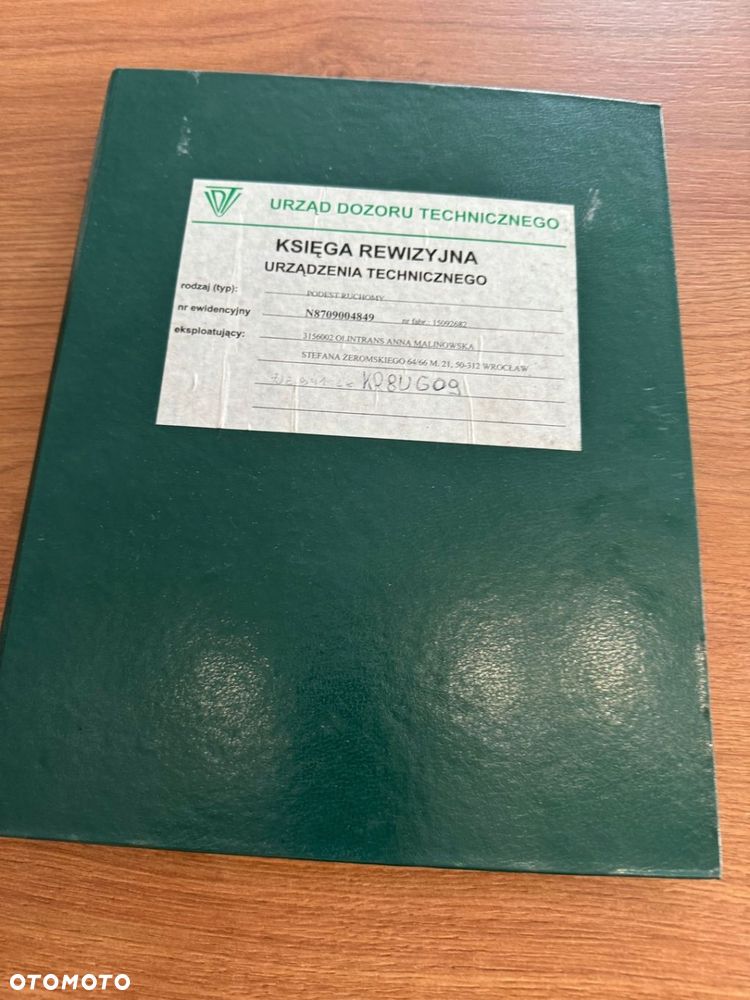 UDT URZĄD DOZORU TECHNICZNEGO
KSIĘGA REWIZYJNA
URZĄDZENIA TECHNICZNEGO
rodzaj (typ): PODEST RUCHOMY
nr ewidencyjny N8709004849 nr fabr.: 15092682
eksploatujący: 3156002 OLINTRANS ANNA MALINOWSKA
STEFANA ŻEROMSKIEGO 64/66 M. 21, 50-312 WROCŁAW
KR8UG09
OTOMOTO